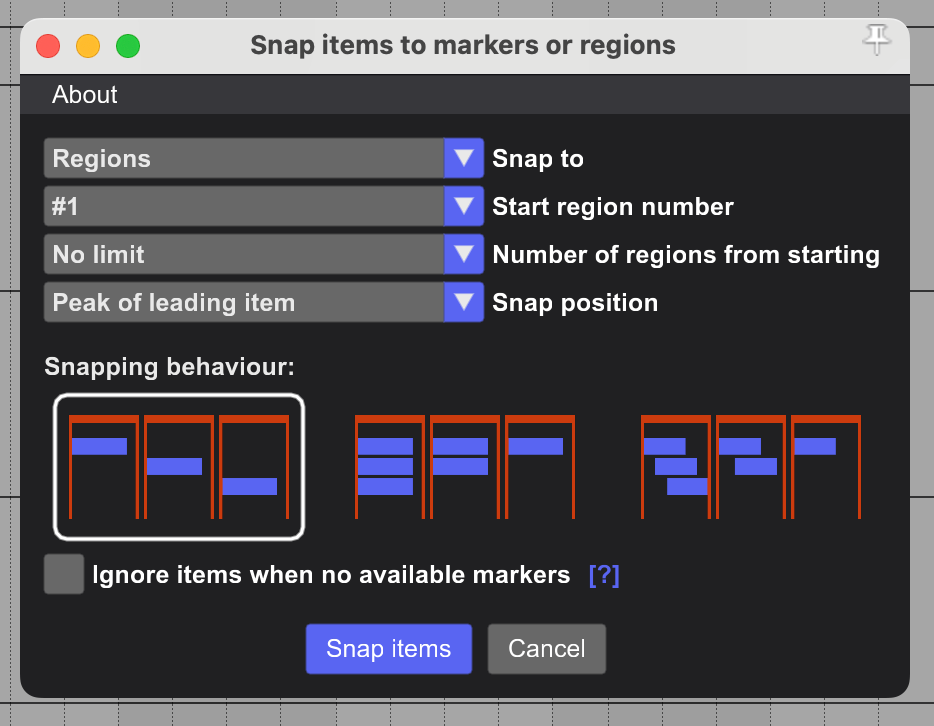 Snap items to markers or regions
About
Regions Snap to
#1 Start region number
No limit Number of regions from starting
Peak of leading item Snap position
Snapping behaviour:
Ignore items when no available markers [?]
Snap items Cancel